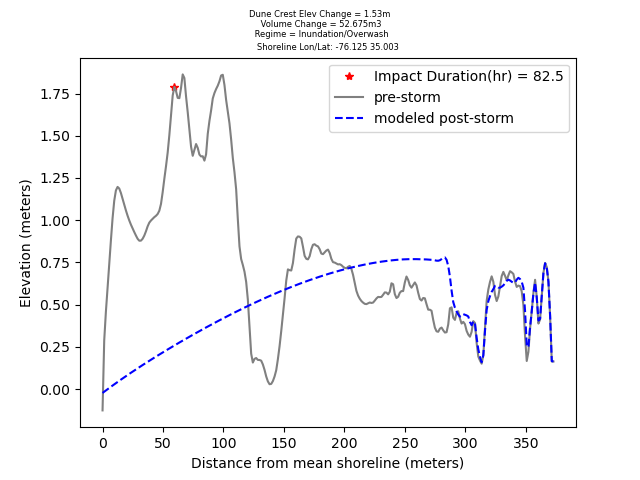 Dune Crest Elev Change = 1.53m
Volume Change = 52.675m3
Regime = Inundation/Overwash
Shoreline Lon/Lat: -76.125 35.003
Impact Duration(hr) = 82.5
pre-storm
modeled post-storm
Elevation (meters)
1.75
1.50
1.25
1.00
0.75
0.50
0.25
0.00
0 50 100 150 200 250 300 350
Distance from mean shoreline (meters)